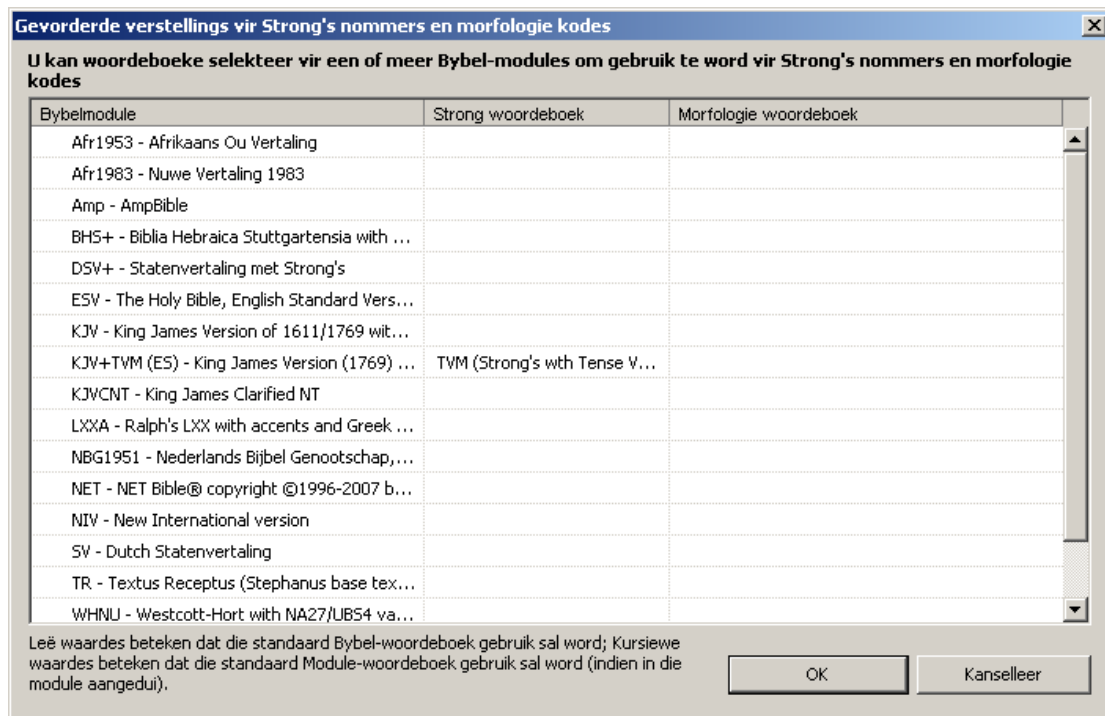 Gevorderde verstellings vir Strong's nommers en morfologie kodes
U kan woordeboeke selekteer vir een of meer Bybel-modules om gebruik te word vir Strong's nommers en morfologie
kodes
Bybelmodule Strong woordeboek Morfologie woordeboek
Afr1953 - Afrikaans Ou Vertaling
Afr1983 - Nuwe Vertaling 1983
Amp - AmpBible
BHS+ - Biblia Hebraica Stuttgartensia with ...
DSV+ - Statenvertaling met Strong's
ESV - The Holy Bible, English Standard Vers...
KJV - King James Version of 1611/1769 wit...
KJV+TVM (ES) - King James Version (1769) ... TVM (Strong's wth Tense V...
KJVCNT - King James Clarified NT
LXXA - Ralph's LXX with accents and Greek ...
NBG1951 - Nederlands Bijbel Genootschap,...
NET - NET Bible® copyright ©1996-2007 b...
NIV - New International version
SV - Dutch Statenvertaling
TR - Textus Receptus (Stephanus base tex...
WHNU - Westcott-Hort with NA27/UBS4 va...
Leë waardes beteken dat die standaard Bybel-woordeboek gebruik sal word; Kursiewe
waardes beteken dat die standaard Module-woordeboek gebruik sal word (indien in die
module aangedui).
OK Kanselleer